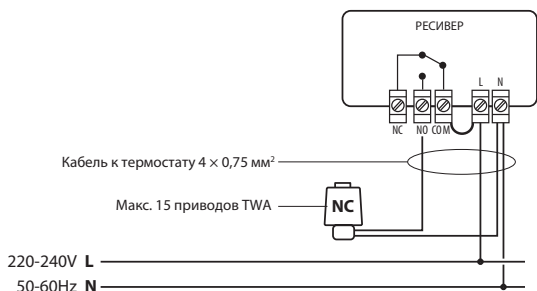 РЕСИВЕР
L N
NC NO COM
Кабель к термостату 4 × 0,75 мм²
Макс. 15 приводов TWA
NC
220-240V L
50-60Hz N